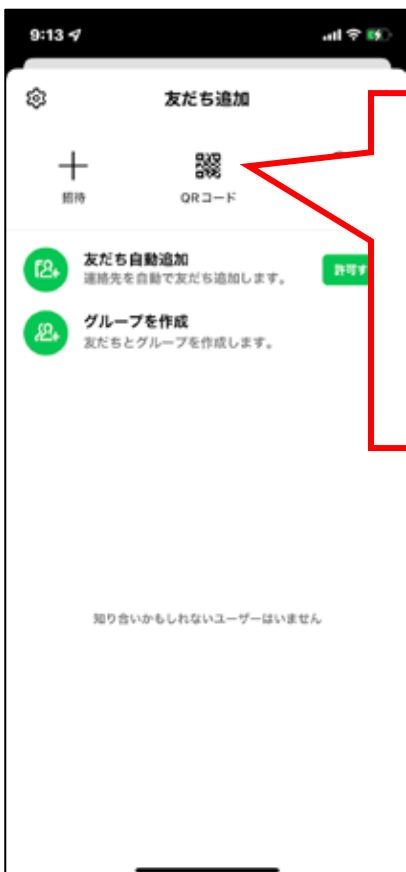 9:13
友だち追加
招待
QRコード
友だち自動追加
連絡先を自動で友だち追加します。
許可す
グループを作成
友だちとグループを作成します。
知り合いかもしれないユーザーはいません